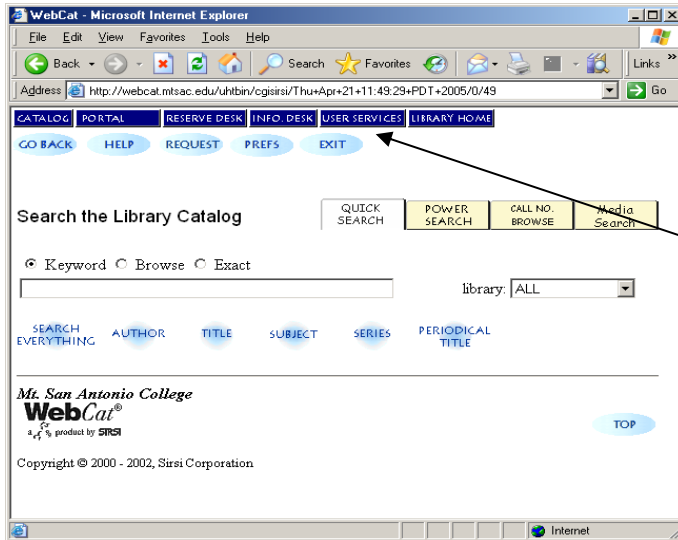 WebCat - Microsoft Internet Explorer
File Edit View Favorites Tools Help
Back Search Favorites Links »
Address http://webcat.mtsac.edu/uhtbin/cgisirsi/Thu+Apr+21+11:49:29+PDT+2005/0/49 Go
CATALOG PORTAL RESERVE DESK INFO. DESK USER SERVICES LIBRARY HOME
GO BACK HELP REQUEST PREFS EXIT
Search the Library Catalog
QUICK SEARCH
POWER SEARCH
CALL NO. BROWSE
Media Search
Keyword Browse Exact
library: ALL
SEARCH EVERYTHING AUTHOR TITLE SUBJECT SERIES PERIODICAL TITLE
Mt. San Antonio College
WebCat®
a product by SIRSI
TOP
Copyright © 2000 - 2002, Sirsi Corporation
Internet